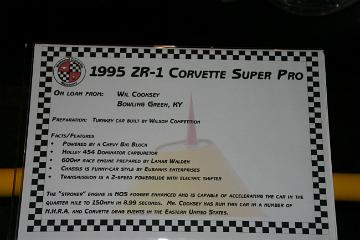 1995 ZR-1 Corvette Super Pro
On loan from: Wil Cooksey
Bowling Green, KY
Preparation: Turnkey car built by Wilson Competition
Facts/Features
• Powered by a Chevy Big Block
• Holley 454 Dominator carburetor
• 600hp race engine prepared by Lamar Walden
• Chassis is funny-car style by Eubanks enterprises
• Transmission is a 2-speed powerglide with electric shifter
The "stroker" engine is NOS fogger enhanced and is capable of accelerating the car in the
quarter mile to 150mph in 8.99 seconds. Mr. Cooksey has run this car in a number of
N.H.R.A. and Corvette drag events in the Eastern United States.